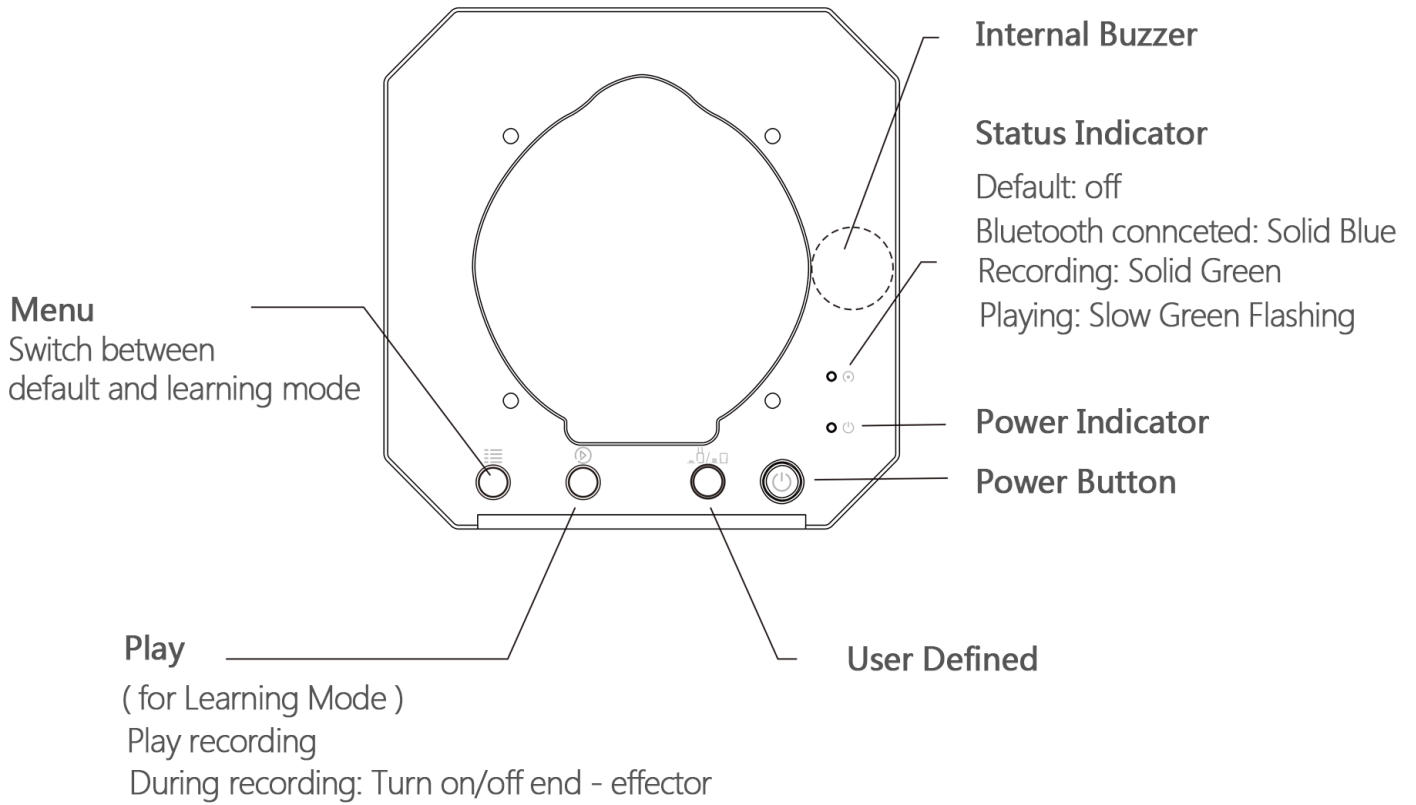 Internal Buzzer
Status Indicator
Default: off
Bluetooth connceted: Solid Blue
Recording: Solid Green
Playing: Slow Green Flashing
Menu
Switch between
default and learning mode
Power Indicator
Power Button
Play
( for Learning Mode )
Play recording
During recording: Turn on/off end - effector
User Defined